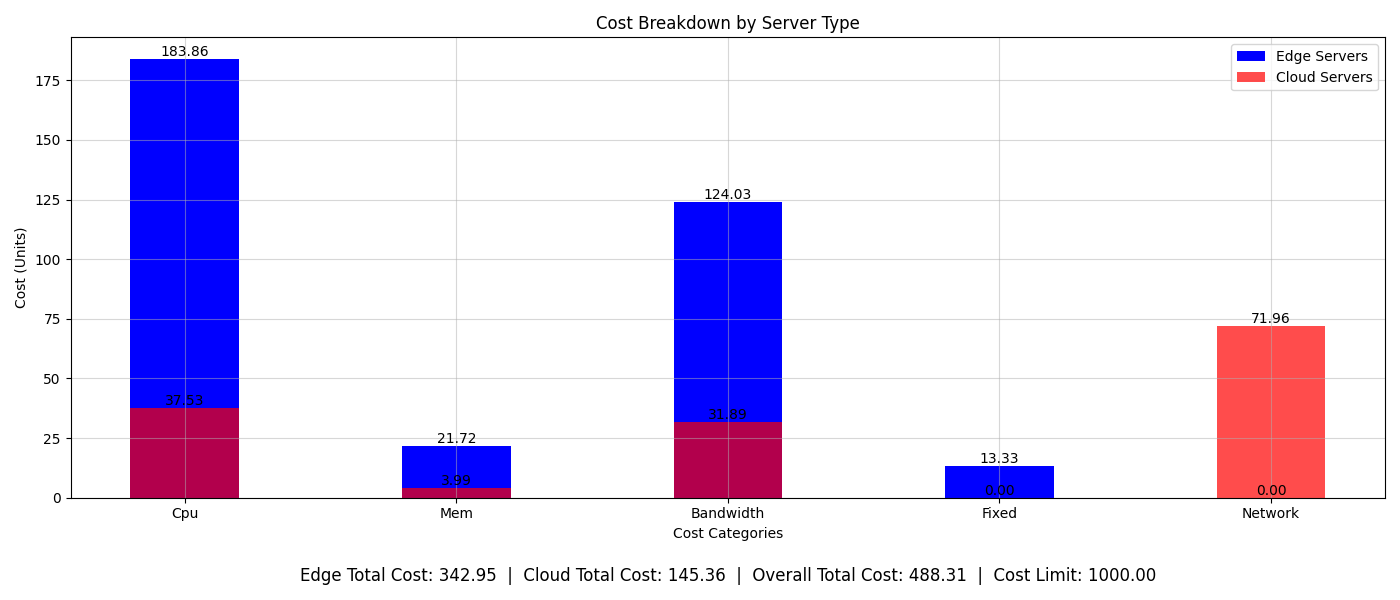 Cost Breakdown by Server Type
Edge Servers
Cloud Servers
Cost (Units)
175
150
125
100
75
50
25
0
183.86
37.53
21.72
3.99
124.03
31.89
13.33
0.00
71.96
0.00
Cpu Mem Bandwidth Fixed Network
Cost Categories
Edge Total Cost: 342.95 | Cloud Total Cost: 145.36 | Overall Total Cost: 488.31 | Cost Limit: 1000.00